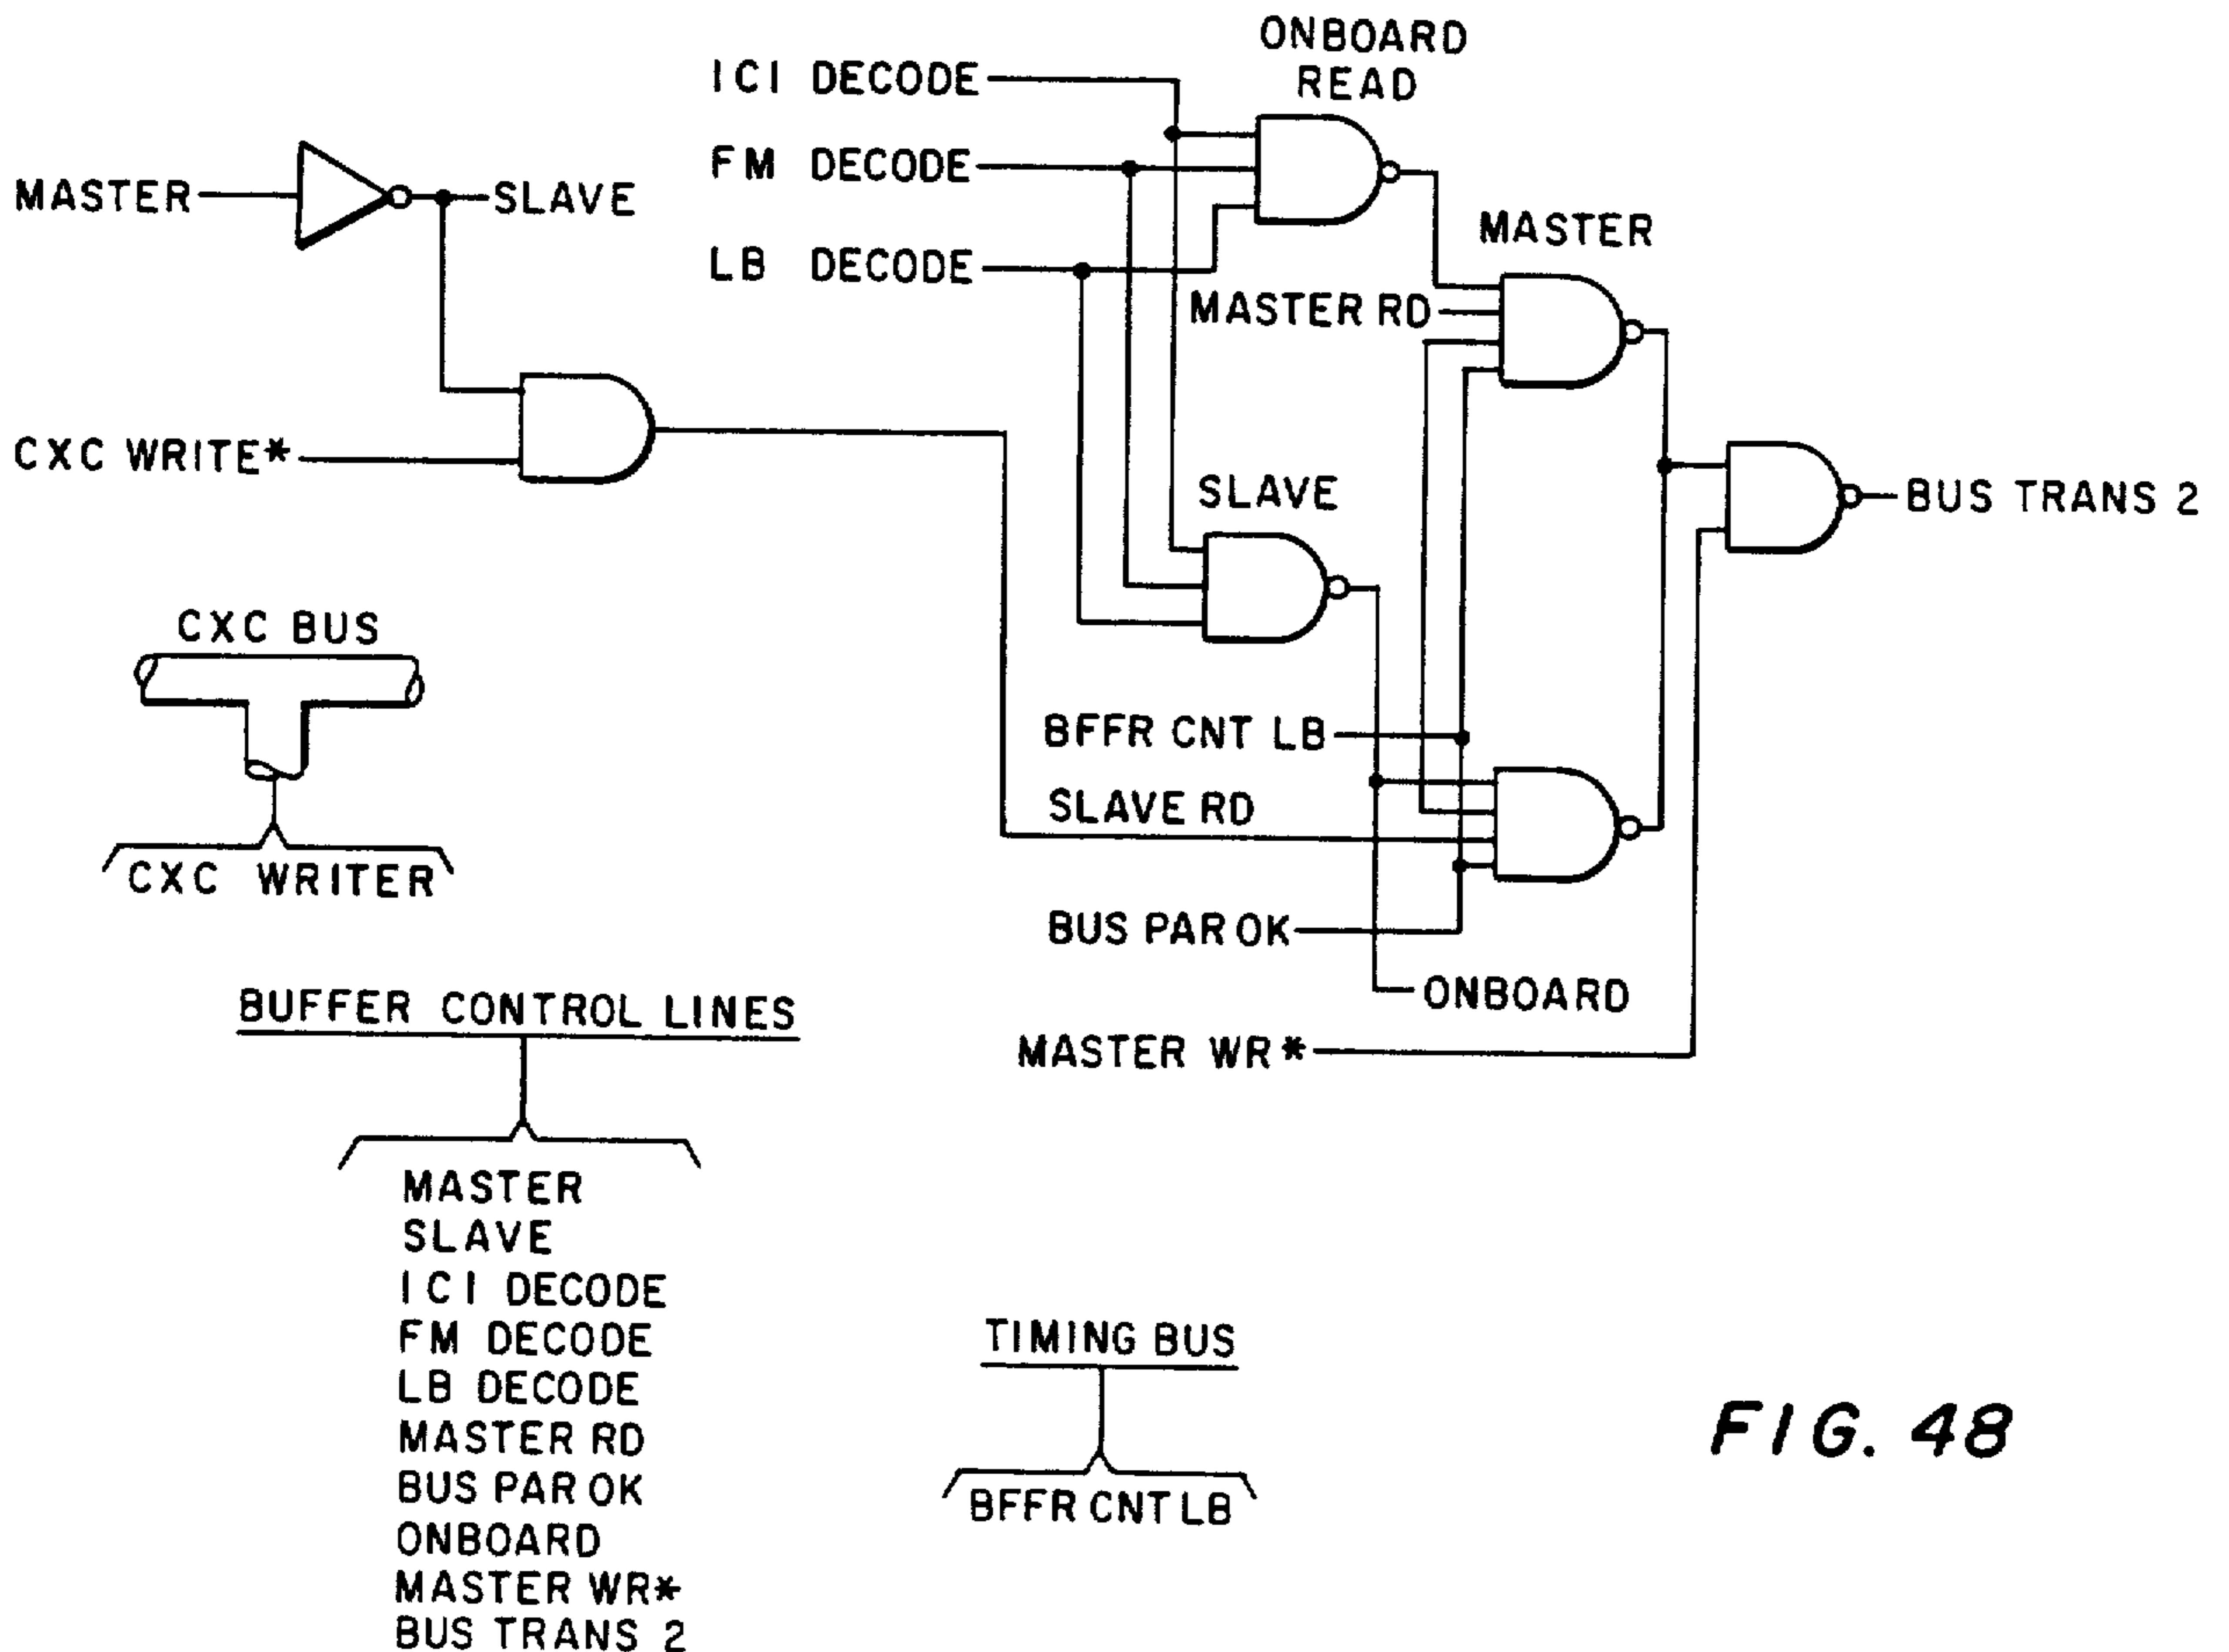 ONBOARD
READ
ICI DECODE
FM DECODE
MASTER
SLAVE
MASTER
LB DECODE
MASTER RD
CXC WRITE*
SLAVE
BUS TRANS 2
CXC BUS
BFFR CNT LB
SLAVE RD
CXC WRITER
BUS PAR OK
ONBOARD
BUFFER CONTROL LINES
MASTER WR*
MASTER
SLAVE
ICI DECODE
FM DECODE
LB DECODE
MASTER RD
BUS PAR OK
ONBOARD
MASTER WR*
BUS TRANS 2
TIMING BUS
BFFR CNT LB
FIG. 48